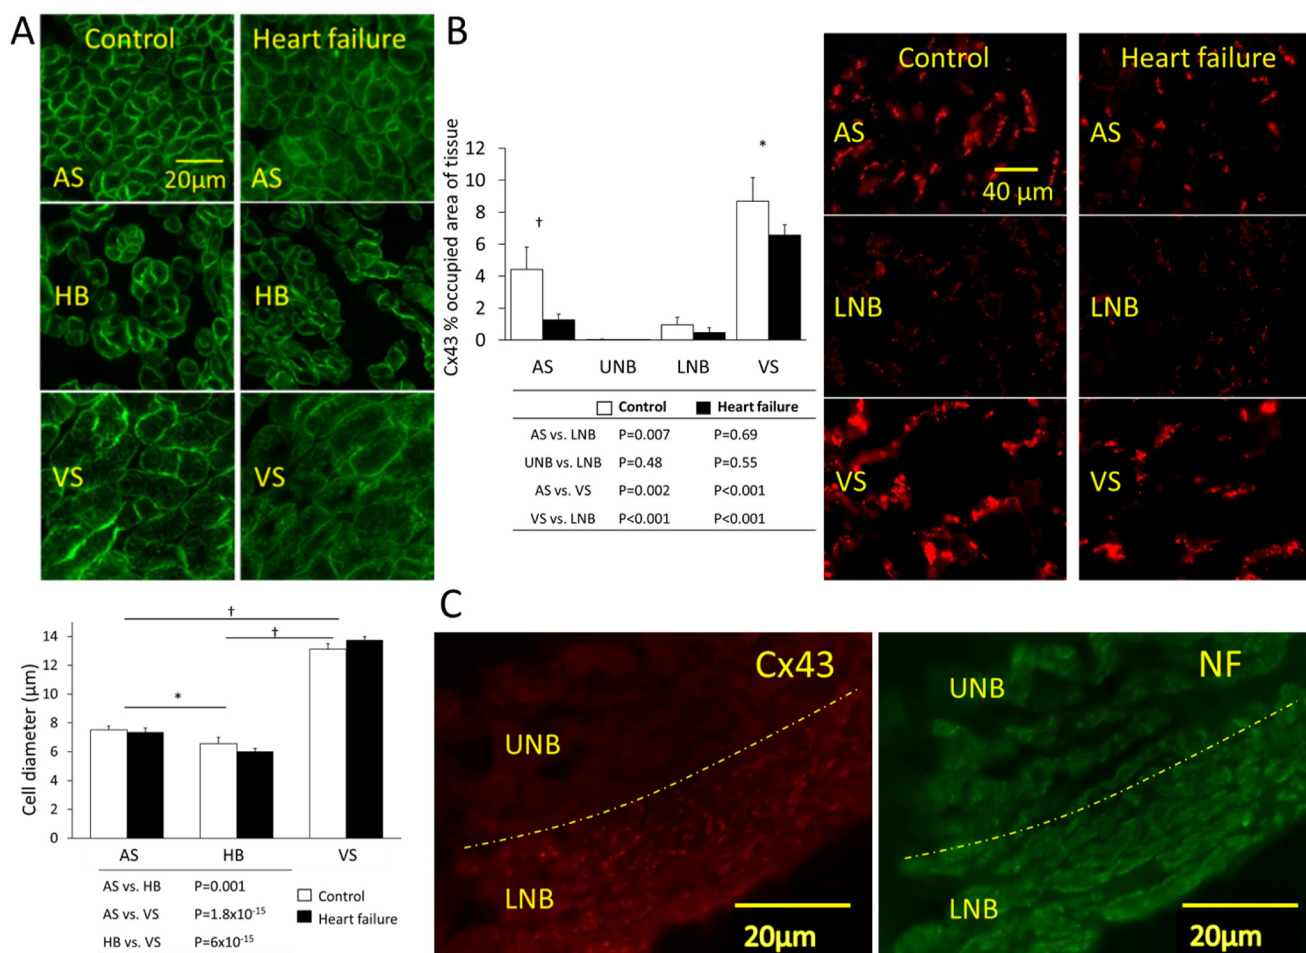 A
Control
Heart failure
AS
20μm
AS
HB
HB
VS
VS
†
†
*
Cell diameter (μm)
14
12
10
8
6
4
2
0
AS HB VS
AS vs. HB P=0.001
AS vs. VS P=1.8x10⁻¹⁵
HB vs. VS P=6x10⁻¹⁵
Control
Heart failure
B
Cx43 % occupied area of tissue
12
10
8
6
4
2
0
†
*
AS UNB LNB VS
Control Heart failure
AS vs. LNB P=0.007 P=0.69
UNB vs. LNB P=0.48 P=0.55
AS vs. VS P=0.002 P<0.001
VS vs. LNB P<0.001 P<0.001
Control
Heart failure
AS
40 μm
AS
LNB
LNB
VS
VS
C
Cx43
UNB
LNB
20μm
NF
UNB
LNB
20μm